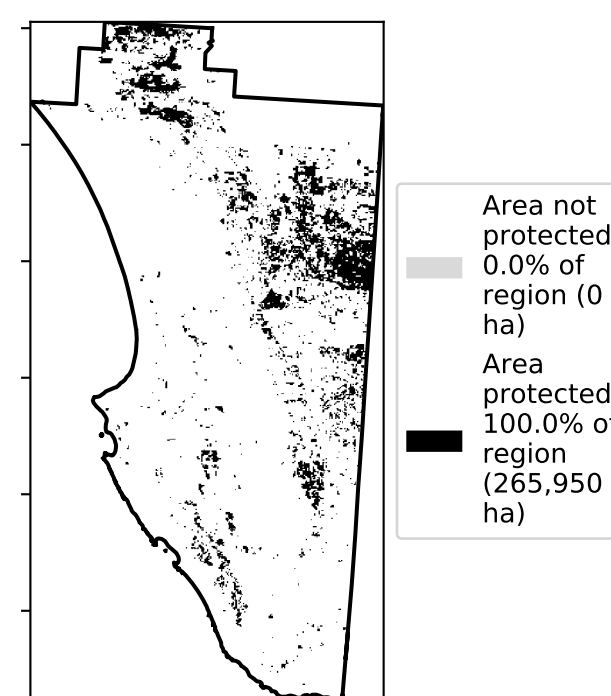 Area not
protected
0.0% of
region (0
ha)
Area
protected
100.0% of
region
(265,950
ha)